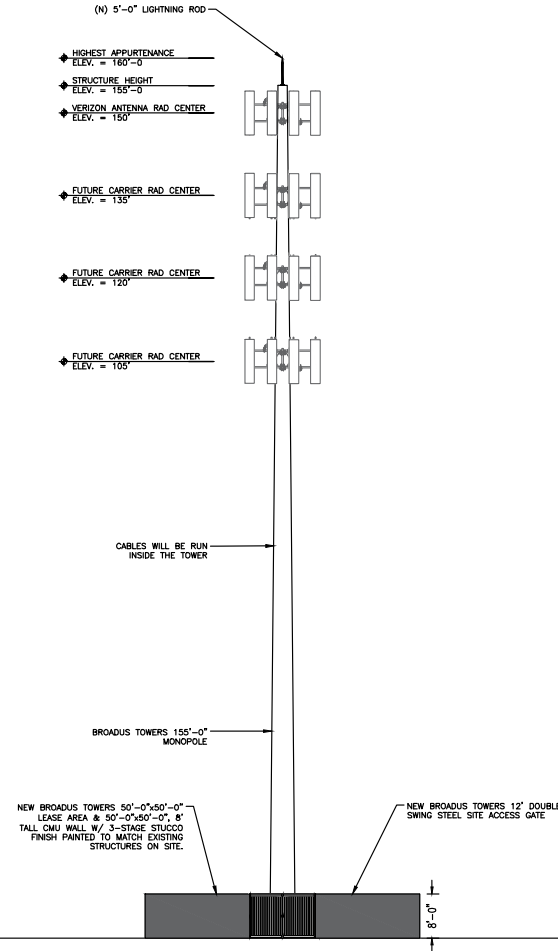 (N) 5'-0" LIGHTNING ROD
HIGHEST APPURTENANCE
ELEV. = 160'-0
STRUCTURE HEIGHT
ELEV. = 155'-0
VERIZON ANTENNA RAD CENTER
ELEV. = 150'
FUTURE CARRIER RAD CENTER
ELEV. = 135'
FUTURE CARRIER RAD CENTER
ELEV. = 120'
FUTURE CARRIER RAD CENTER
ELEV. = 105'
CABLES WILL BE RUN
INSIDE THE TOWER
BROADUS TOWERS 155'-0"
MONOPOLE
NEW BROADUS TOWERS 50'-0"x50'-0"
LEASE AREA & 50'-0"x50'-0", 8'
TALL CMU WALL W/ 3-STAGE STUCCO
FINISH PAINTED TO MATCH EXISTING
STRUCTURES ON SITE.
NEW BROADUS TOWERS 12' DOUBLE
SWING STEEL SITE ACCESS GATE
8'-0"